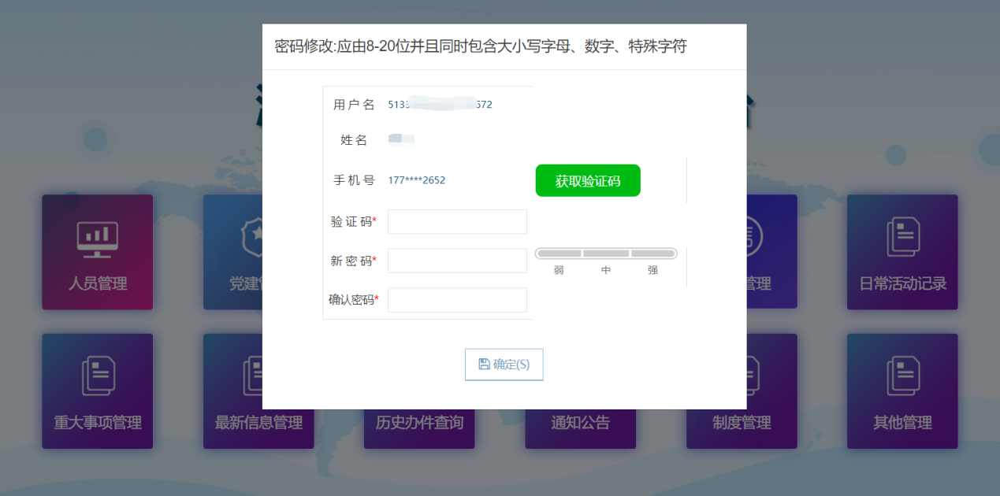 密码修改:应由8-20位并且同时包含大小写字母、数字、特殊字符
用户名 513 572
姓名
手机号 177****2652 获取验证码
验证码*
新密码*
弱 中 强
确认密码*
确定(S)
人员管理
党建
管理
日常活动记录
重大事项管理
最新信息管理
历史办件查询
通知公告
制度管理
其他管理